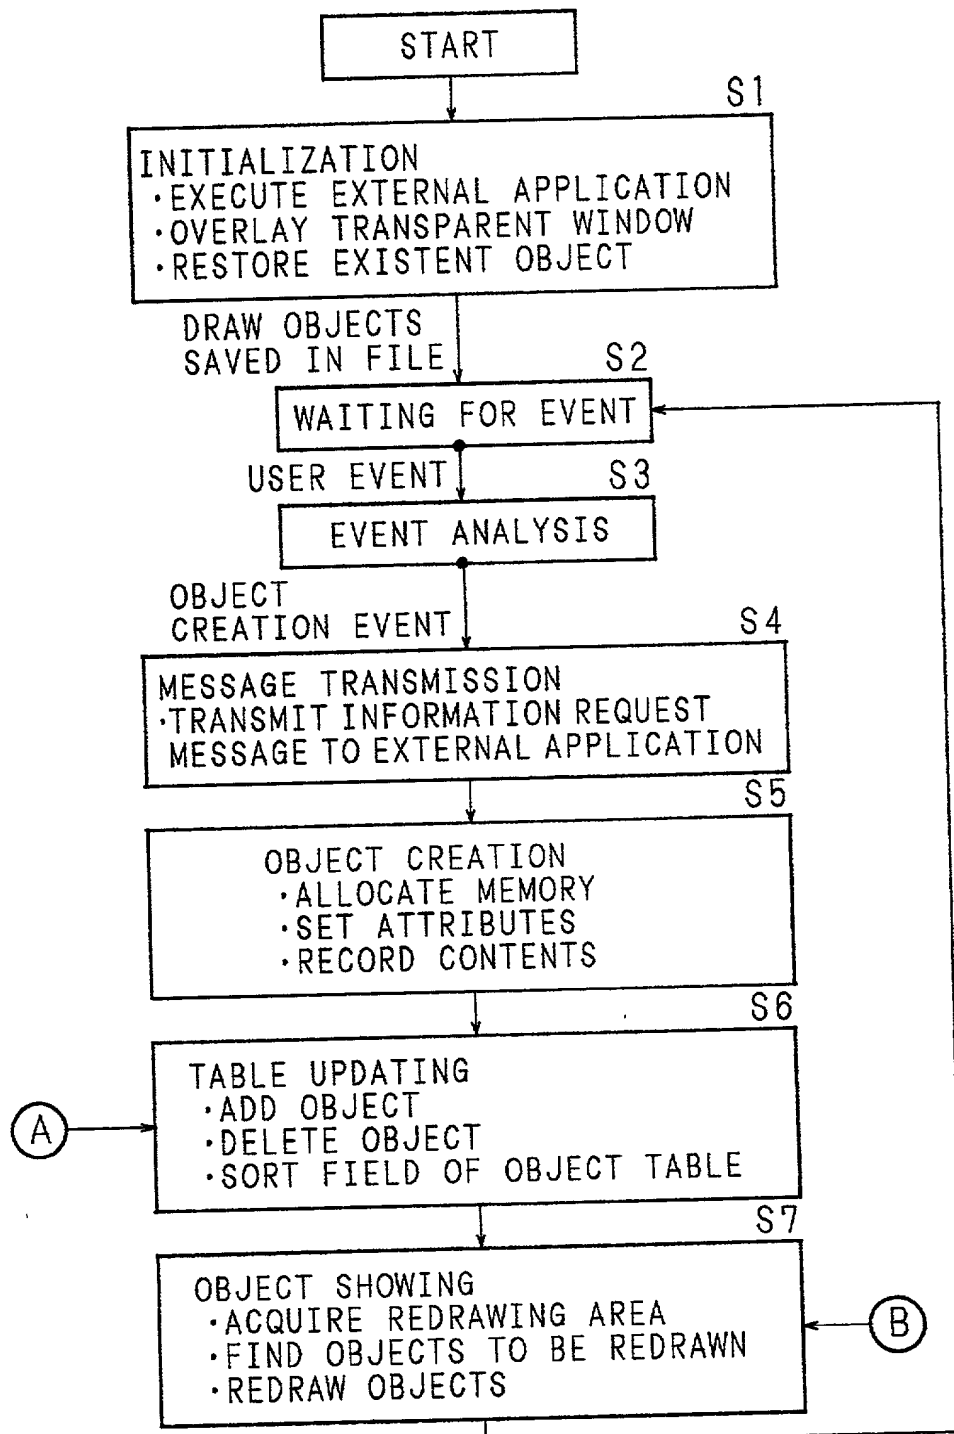 START
S1
INITIALIZATION
·EXECUTE EXTERNAL APPLICATION
·OVERLAY TRANSPARENT WINDOW
·RESTORE EXISTENT OBJECT
DRAW OBJECTS
SAVED IN FILE
S2
WAITING FOR EVENT
USER EVENT
S3
EVENT ANALYSIS
OBJECT
CREATION EVENT
S4
MESSAGE TRANSMISSION
·TRANSMIT INFORMATION REQUEST
MESSAGE TO EXTERNAL APPLICATION
S5
OBJECT CREATION
·ALLOCATE MEMORY
·SET ATTRIBUTES
·RECORD CONTENTS
S6
TABLE UPDATING
·ADD OBJECT
A
·DELETE OBJECT
·SORT FIELD OF OBJECT TABLE
S7
OBJECT SHOWING
·ACQUIRE REDRAWING AREA
B
·FIND OBJECTS TO BE REDRAWN
·REDRAW OBJECTS